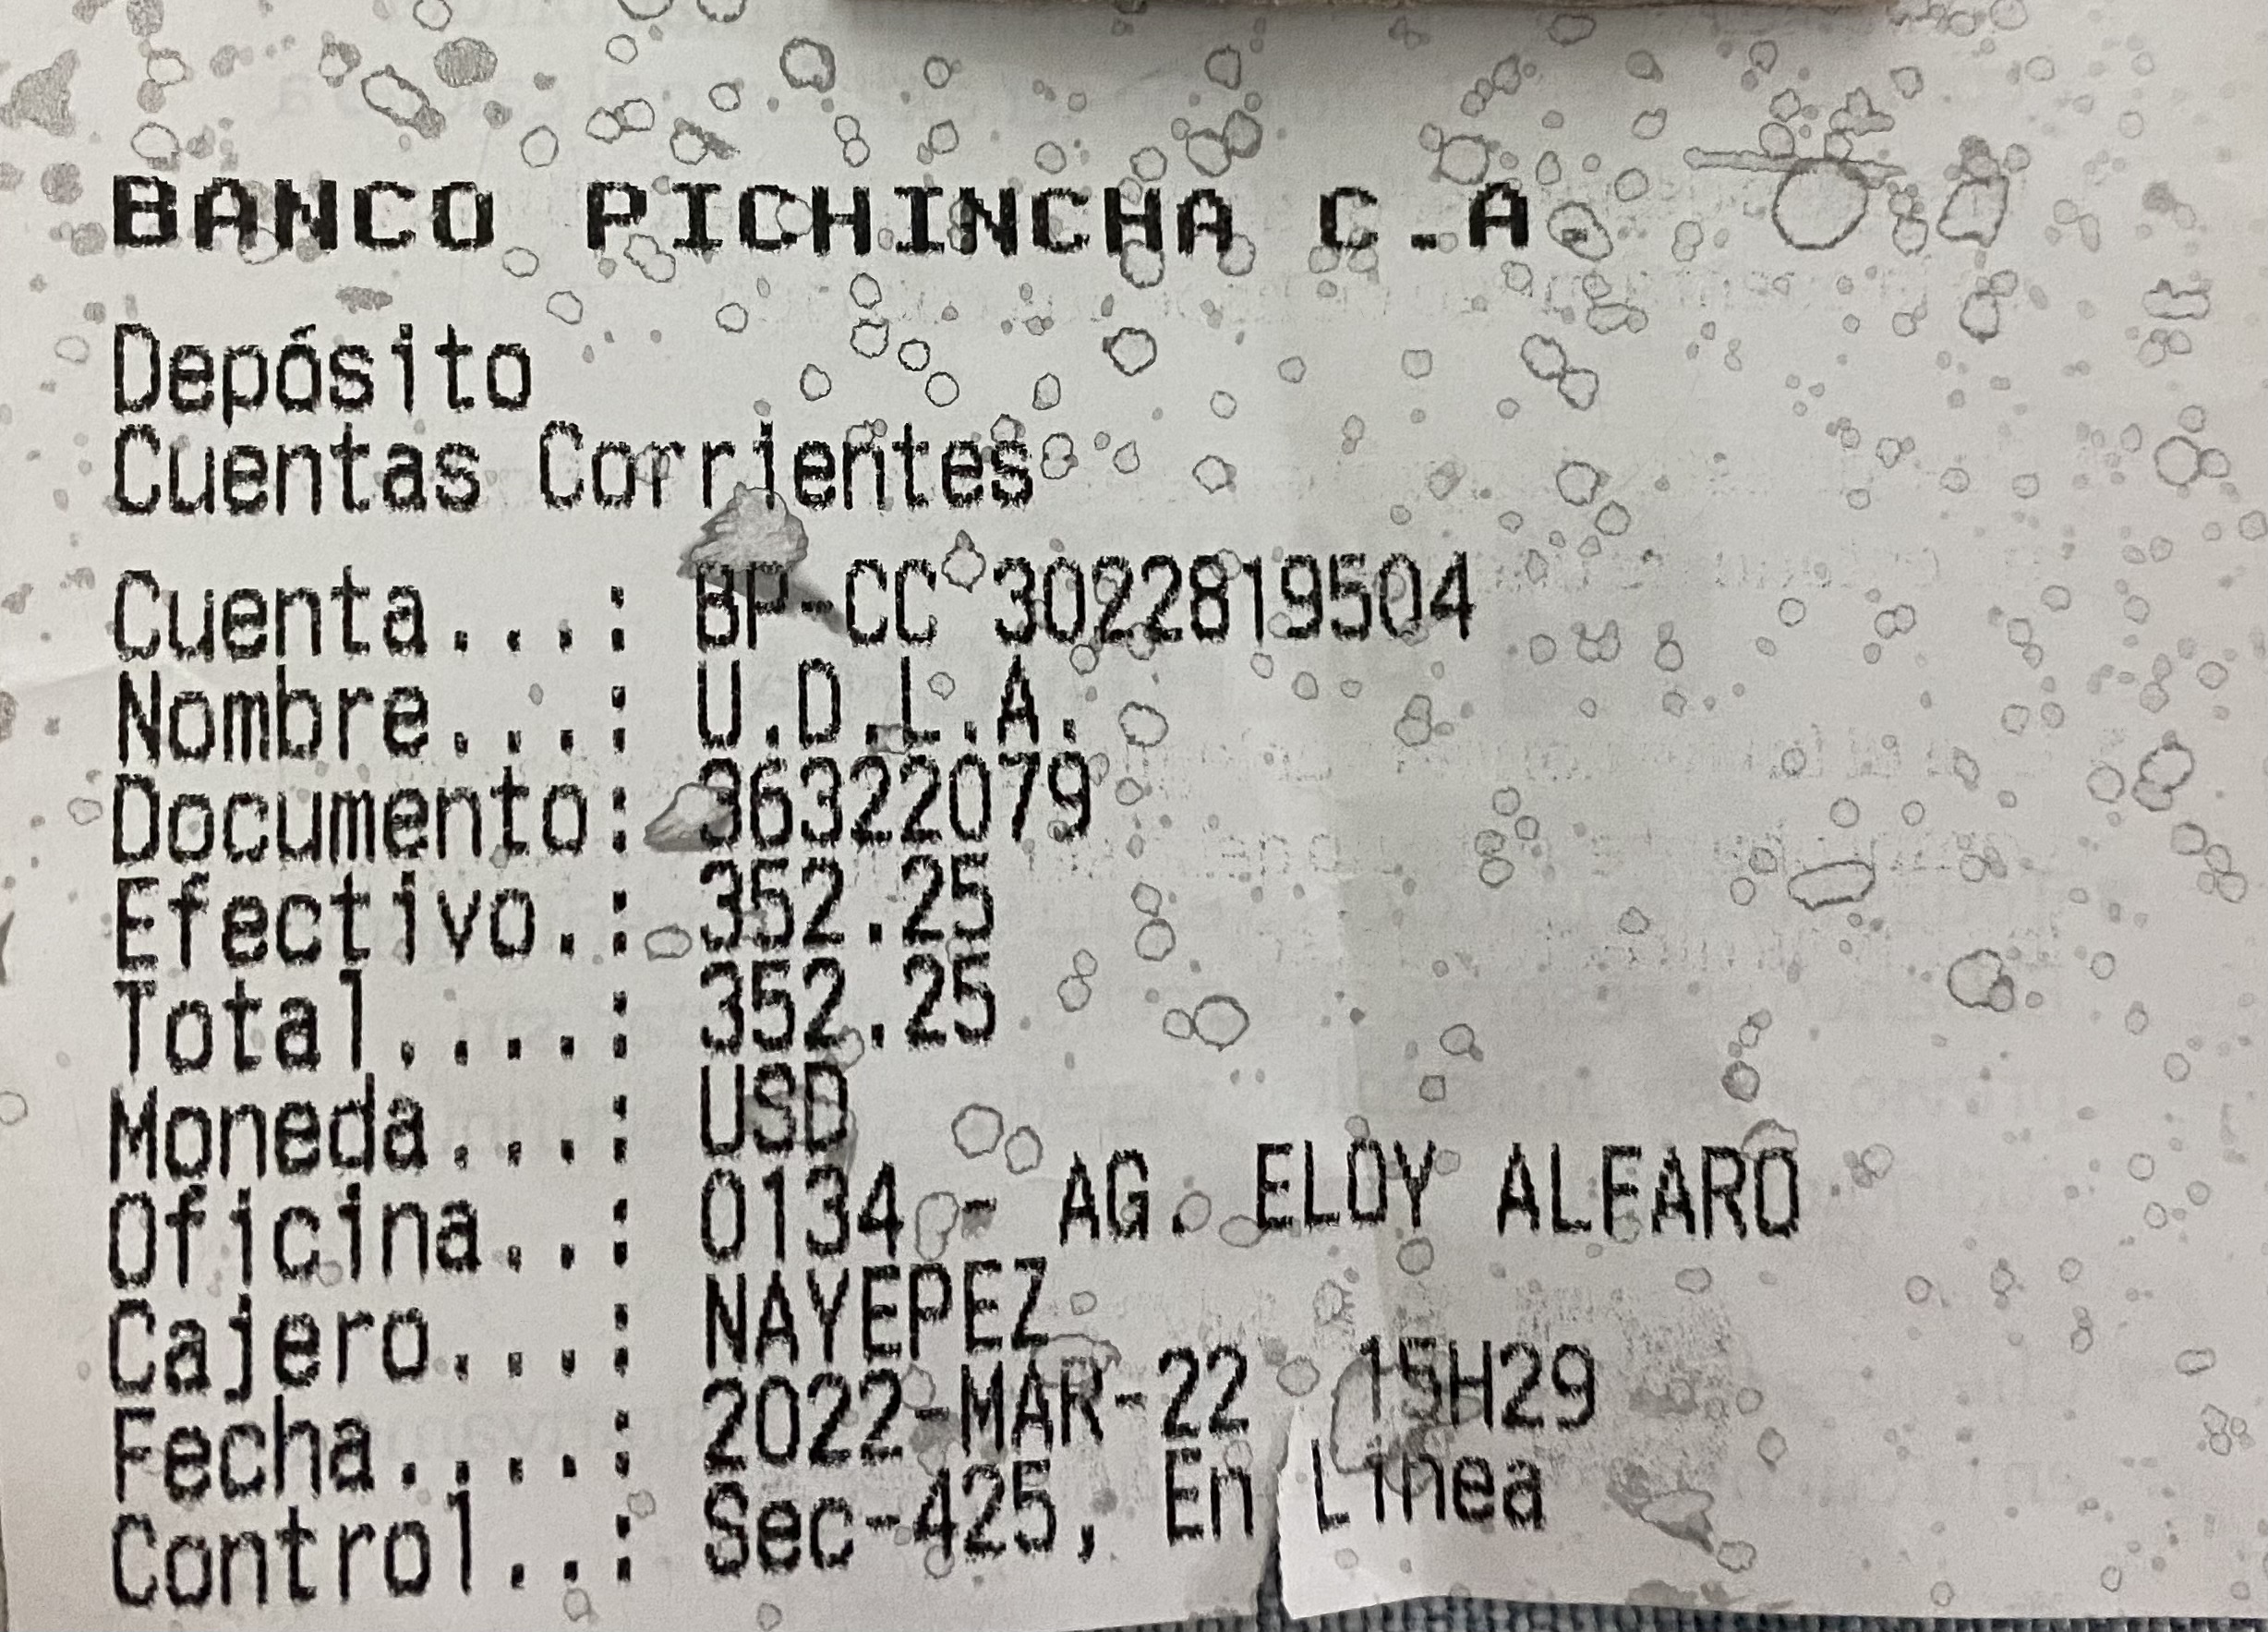 BANCO PICHINCHA C.A.
Depósito
Cuentas Corrientes
Cuenta...: BP-CC 3022819504
Nombre...: U.D.L.A.
Documento: 36322079
Efectivo.: 352.25
Total....: 352.25
Moneda...: USD
Oficina..: 0134 - AG. ELOY ALFARO
Cajero...: NAYEPEZ
Fecha....: 2022-MAR-22 15H29
Control..: Sec-425, En Linea